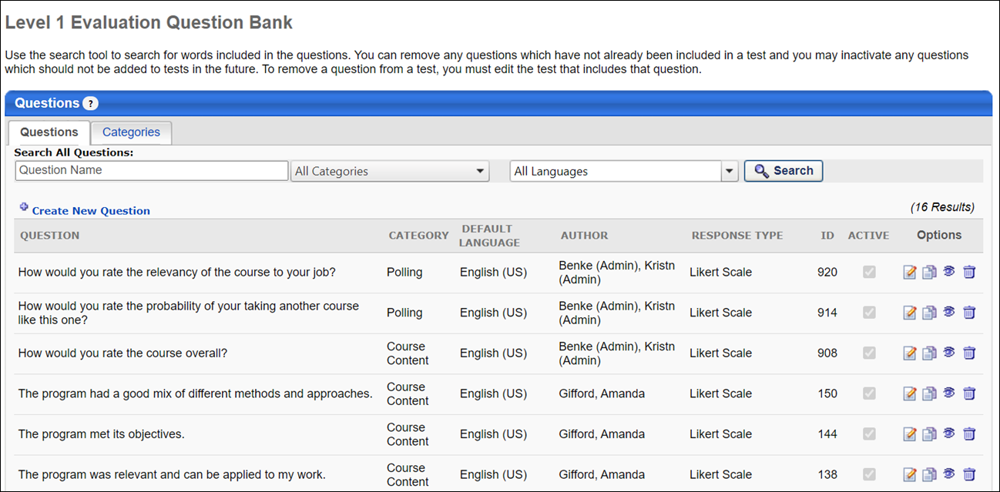 Level 1 Evaluation Question Bank
Use the search tool to search for words included in the questions. You can remove any questions which have not already been included in a test and you may inactivate any questions
which should not be added to tests in the future. To remove a question from a test, you must edit the test that includes that question.
Questions ?
Questions Categories
Search All Questions:
Question Name All Categories All Languages Search
Create New Question (16 Results)
QUESTION CATEGORY DEFAULT LANGUAGE AUTHOR RESPONSE TYPE ID ACTIVE Options
How would you rate the relevancy of the course to your job? Polling English (US) Benke (Admin), Kristn (Admin) Likert Scale 920
How would you rate the probability of your taking another course like this one? Polling English (US) Benke (Admin), Kristn (Admin) Likert Scale 914
How would you rate the course overall? Course Content English (US) Benke (Admin), Kristn (Admin) Likert Scale 908
The program had a good mix of different methods and approaches. Course Content English (US) Gifford, Amanda Likert Scale 150
The program met its objectives. Course Content English (US) Gifford, Amanda Likert Scale 144
The program was relevant and can be applied to my work. Course Content English (US) Gifford, Amanda Likert Scale 138